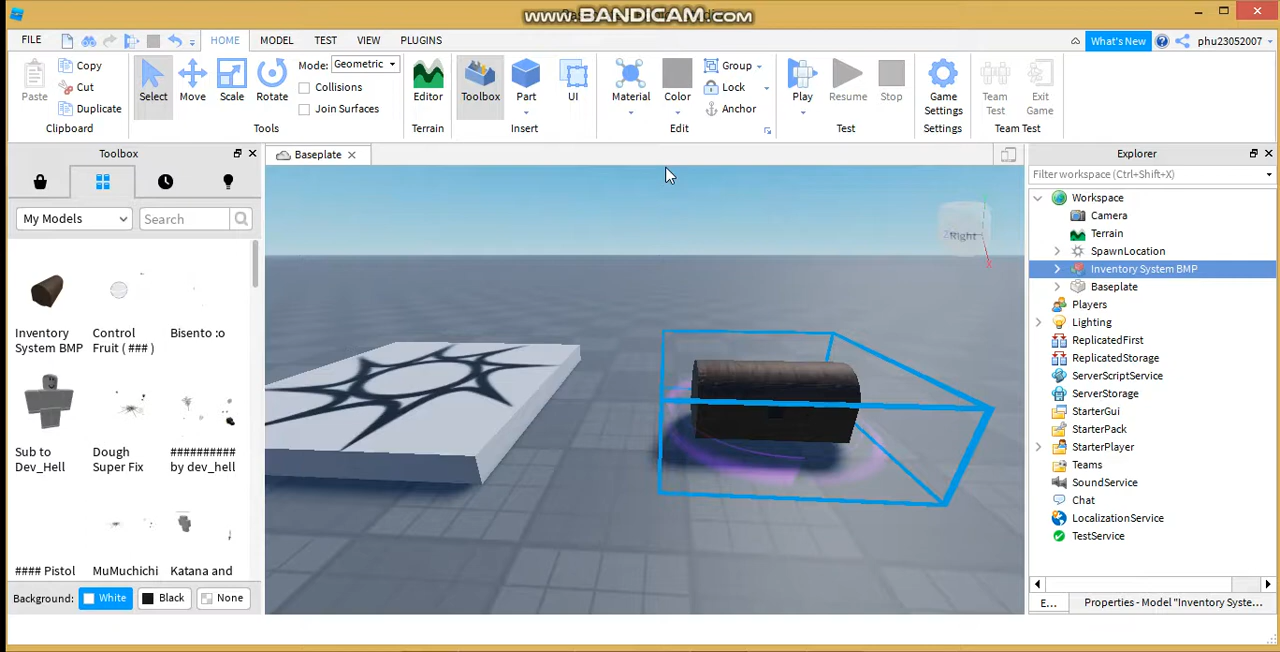 www.BANDICAM.com
FILE
HOME
MODEL
TEST
VIEW
PLUGINS
What's New
phu23052007
Paste
Copy
Cut
Duplicate
Clipboard
Select
Move
Scale
Rotate
Mode: Geometric
Collisions
Join Surfaces
Tools
Editor
Terrain
Toolbox
Part
UI
Insert
Material
Color
Group
Lock
Anchor
Edit
Play
Resume
Stop
Test
Game
Settings
Settings
Team
Test
Exit
Game
Team Test
Toolbox
My Models
Search
Inventory
System BMP
Control
Fruit ( ### )
Bisento :o
Sub to
Dev_Hell
Dough
Super Fix
##########
by dev_hell
#### Pistol
MuMuchichi
Katana and
Background:
White
Black
None
Baseplate
Right
Explorer
Filter workspace (Ctrl+Shift+X)
Workspace
Camera
Terrain
SpawnLocation
Inventory System BMP
Baseplate
Players
Lighting
ReplicatedFirst
ReplicatedStorage
ServerScriptService
ServerStorage
StarterGui
StarterPack
StarterPlayer
Teams
SoundService
Chat
LocalizationService
TestService
E...
Properties - Model "Inventory Syste...